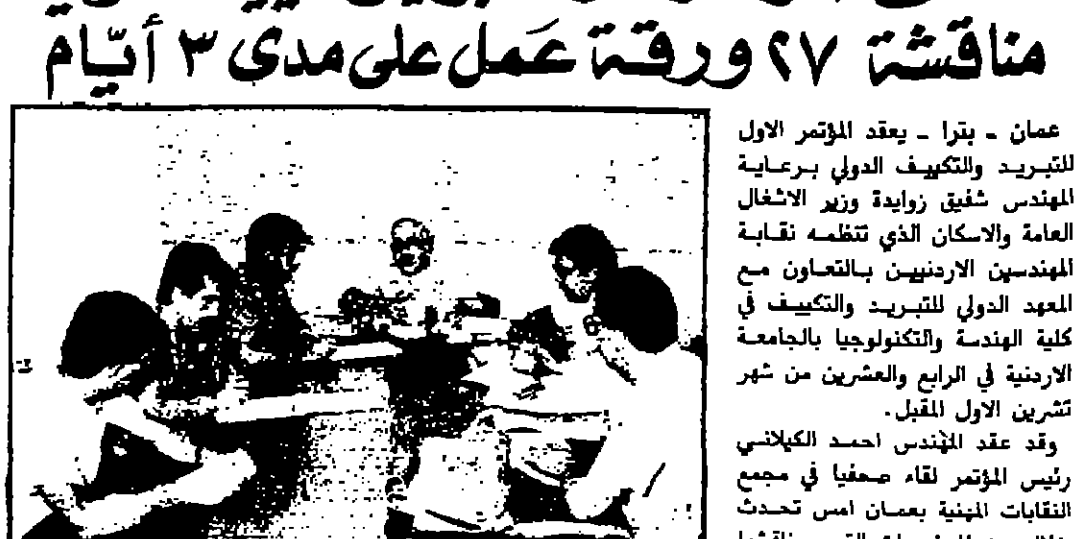 مناقشة ٢٧ ورقة عَمل على مدى ٣ أيّام
عمان - بترا - يعقد المؤتمر الاول
للتبريد والتكييف الدولي برعاية
المهندس شفيق زوايدة وزير الاشغال
العامة والاسكان الذي تنظمه نقابة
المهندسين الاردنيين بالتعاون مع
المعهد الدولي للتبريد والتكييف في
كلية الهندسة والتكنولوجيا بالجامعة
الاردنية في الرابع والعشرين من شهر
تشرين الاول المقبل.
وقد عقد المهندس احمد الكيلاني
رئيس المؤتمر لقاء صحفيا في مجمع
النقابات المهنية بعمان امس تحدث